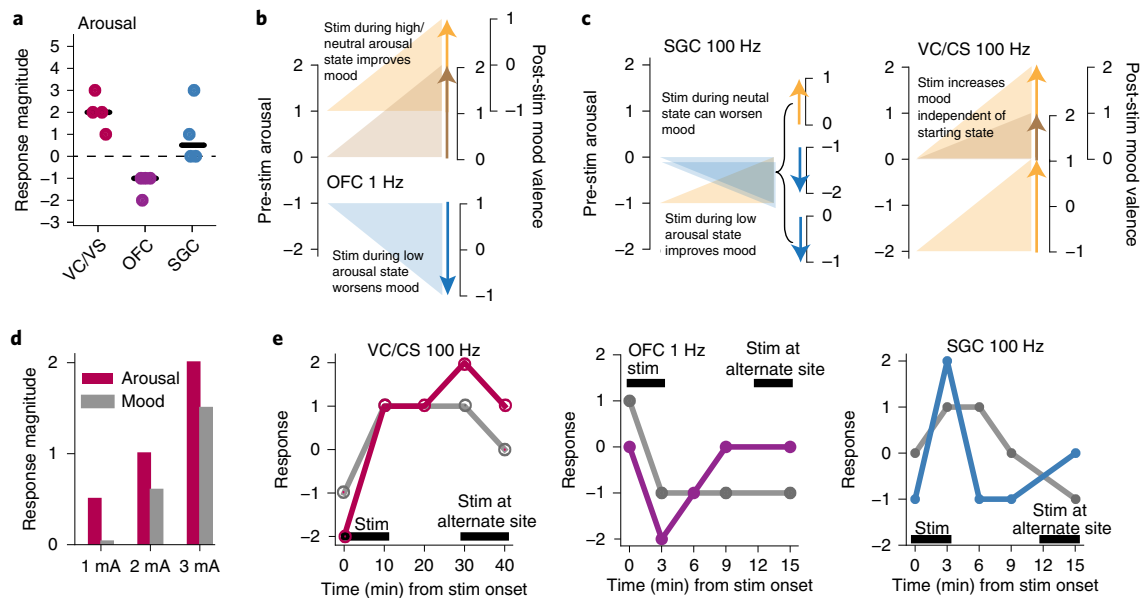 a
Arousal
Response magnitude
5
4
3
2
1
0
−1
−2
−3
VC/VS
OFC
SGC
b
Pre-stim arousal
2
1
0
−1
−2
Stim during high/
neutral arousal
state improves
mood
OFC 1 Hz
Stim during low
arousal state
worsens mood
1
0
−1
2
1
0
1
0
−1
Post-stim mood valence
c
SGC 100 Hz
Pre-stim arousal
2
1
0
−1
−2
Stim during neutal
state can worsen
mood
Stim during low
arousal state
improves mood
1
0
−1
−2
0
−1
VC/CS 100 Hz
2
1
0
−1
−2
Stim increases
mood
independent of
starting state
2
1
0
2
1
0
1
0
−1
Post-stim mood valence
d
Response magnitude
2
1
0
Arousal
Mood
1 mA
2 mA
3 mA
e
VC/CS 100 Hz
Response
2
1
0
−1
−2
Stim
Stim at
alternate site
0
10
20
30
40
Time (min) from stim onset
OFC 1 Hz
stim
Stim at
alternate site
Response
2
1
0
−1
−2
0
3
6
9
12
15
Time (min) from stim onset
SGC 100 Hz
Response
2
1
0
−1
−2
Stim
Stim at
alternate site
0
3
6
9
12
15
Time (min) from stim onset